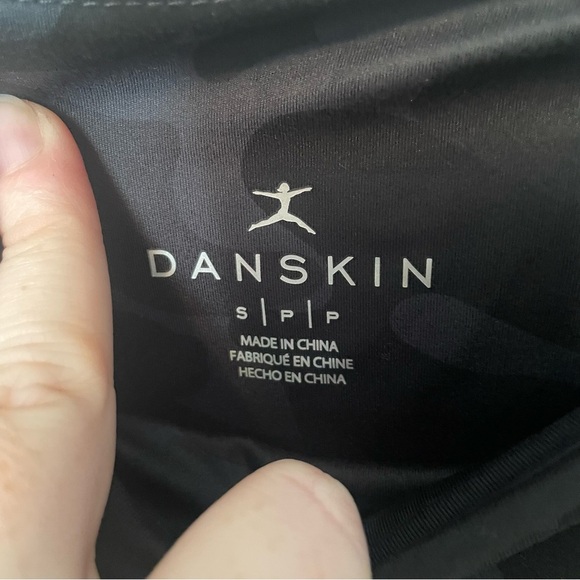 DANSKIN
S | P | P
MADE IN CHINA
FABRIQUÉ EN CHINE
HECHO EN CHINA